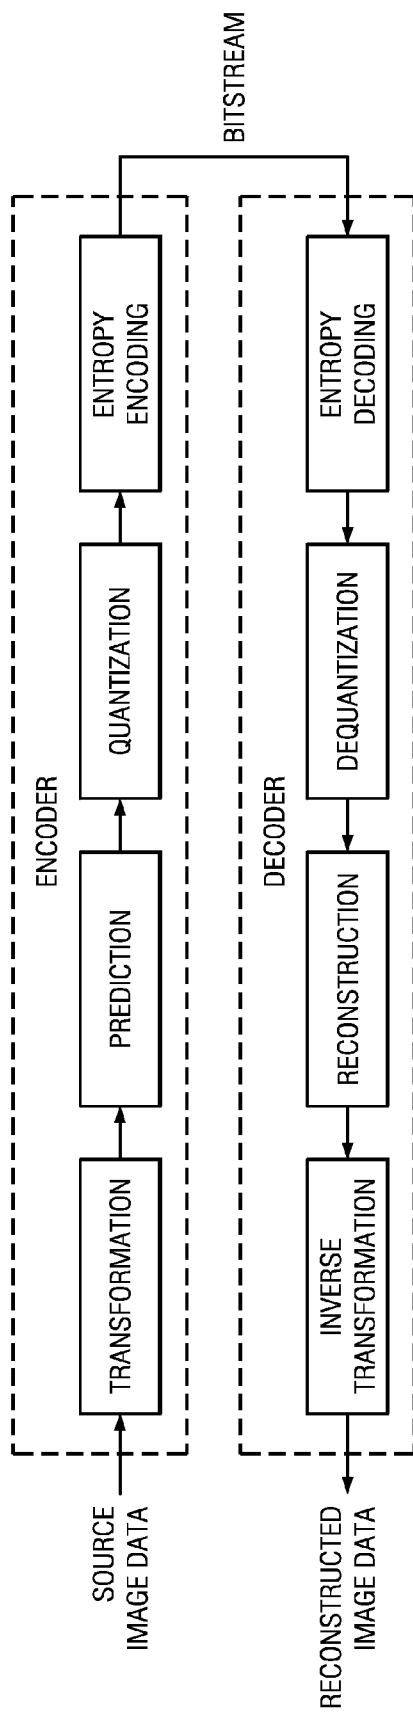 ENCODER
SOURCE
IMAGE DATA
TRANSFORMATION
PREDICTION
QUANTIZATION
ENTROPY
ENCODING
BITSTREAM
DECODER
ENTROPY
DECODING
DEQUANTIZATION
RECONSTRUCTION
INVERSE
TRANSFORMATION
RECONSTRUCTED
IMAGE DATA